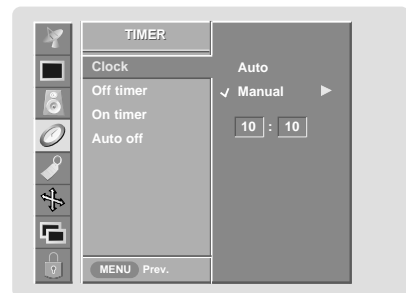 TIMER
Clock
Off timer
On timer
Auto off
Auto
✓ Manual ▶
10 : 10
MENU Prev.